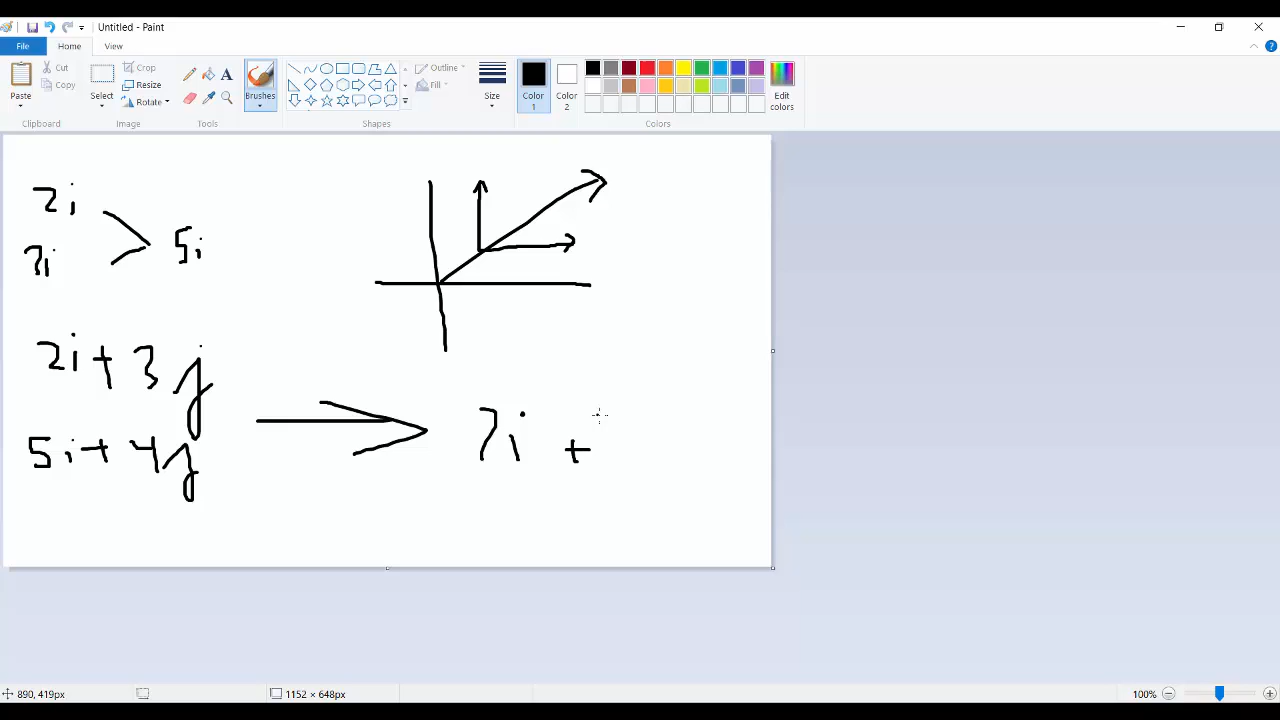 Untitled - Paint
File Home View
Paste
Cut
Copy
Clipboard
Select
Crop
Resize
Rotate
Image
A
Tools
Brushes
Outline
Fill
Shapes
Size
Color 1
Color 2
Edit colors
Colors
2i
3i
5i
2i + 3j
5i + 4j
7i +
890, 419px
1152 × 648px
100%